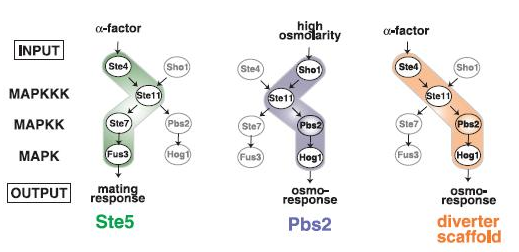 α-factor
high
osmolarity
α-factor
INPUT
Ste4
Sho1
Ste4
Sho1
Ste4
Sho1
MAPKKK
Ste11
Ste11
Ste11
MAPKK
Ste7
Pbs2
Ste7
Pbs2
Ste7
Pbs2
MAPK
Fus3
Hog1
Fus3
Hog1
Fus3
Hog1
OUTPUT
mating
response
osmo-
response
osmo-
response
Ste5
Pbs2
diverter
scaffold